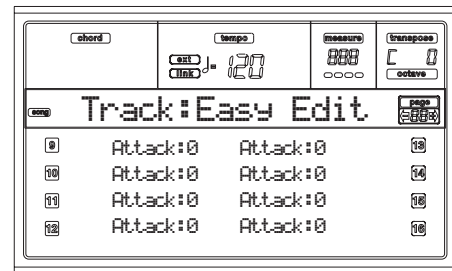 chord tempo measure transpose
ext ♩= 120 888 C 0
link octave
song Track:Easy Edit page
88
9 Attack:0 Attack:0 13
10 Attack:0 Attack:0 14
11 Attack:0 Attack:0 15
12 Attack:0 Attack:0 16